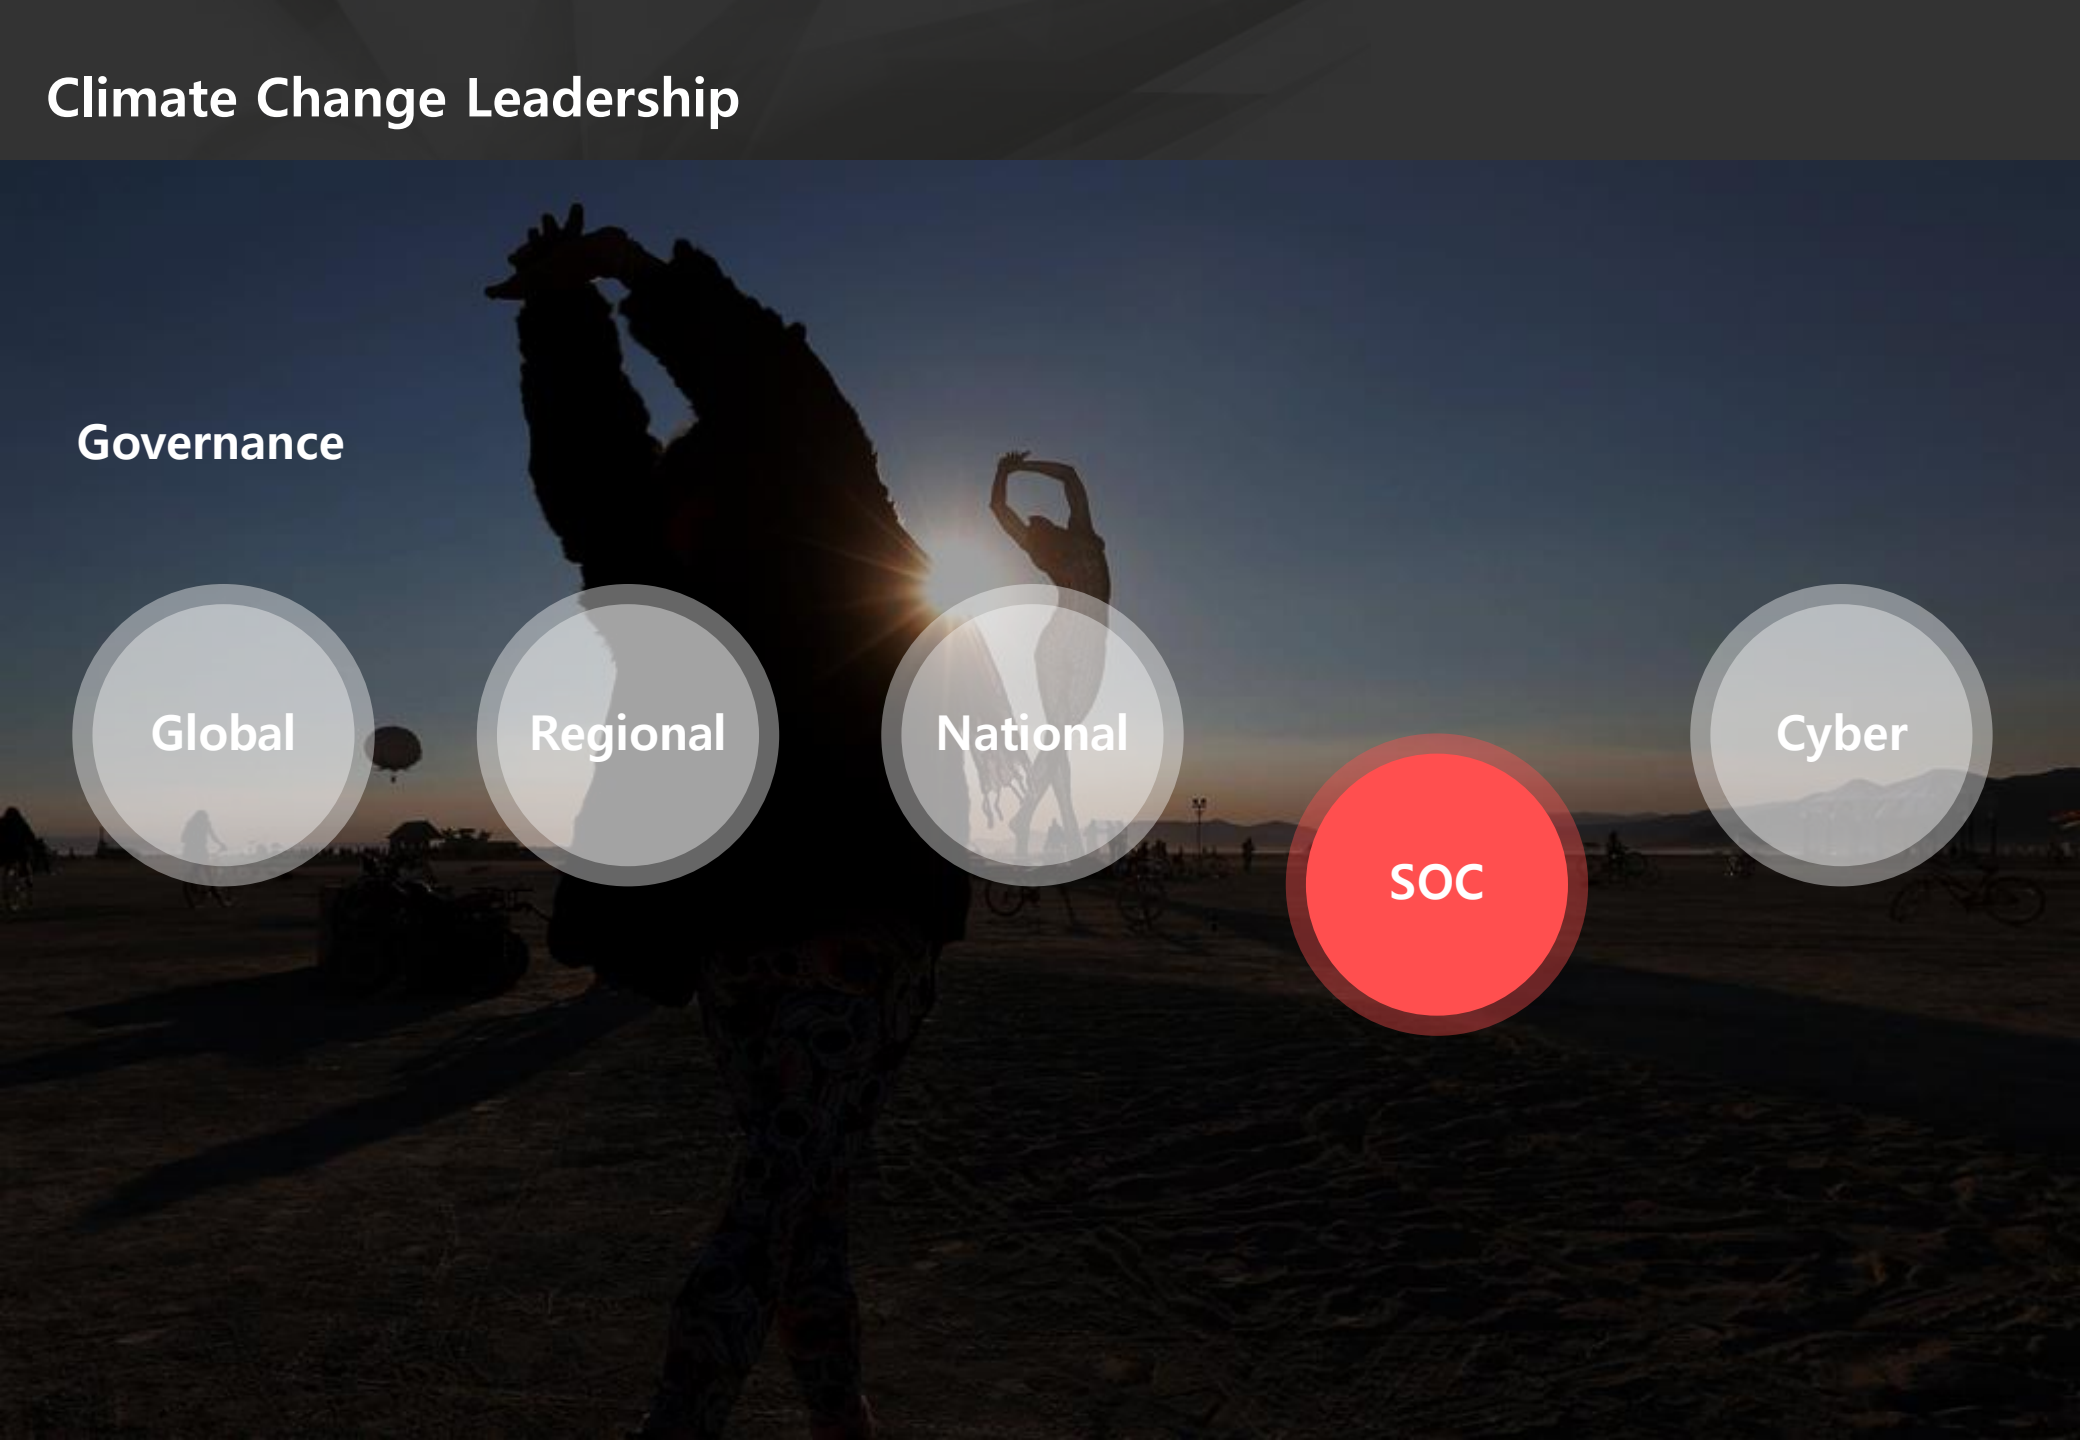 Climate Change Leadership
Governance
Global
Regional
National
SOC
Cyber